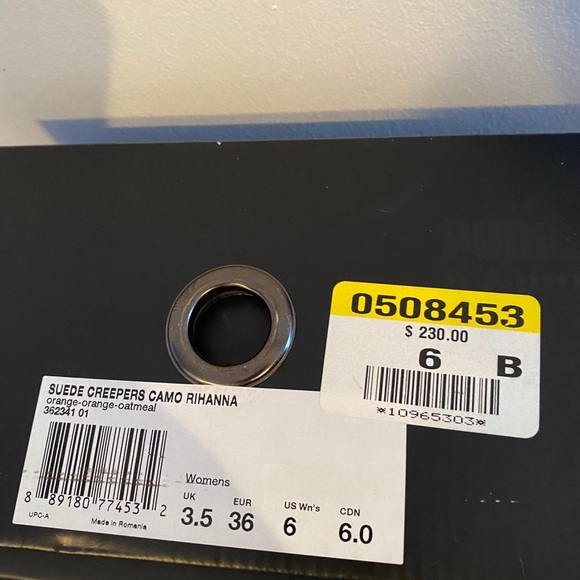 0508453
$ 230.00
6 B
*10965303*
SUEDE CREEPERS CAMO RIHANNA
orange-orange-oatmeal
362341 01
8 89180 77453 2
UPC-A
Made in Romania
Womens
UK EUR US Wn's CDN
3.5 36 6 6.0